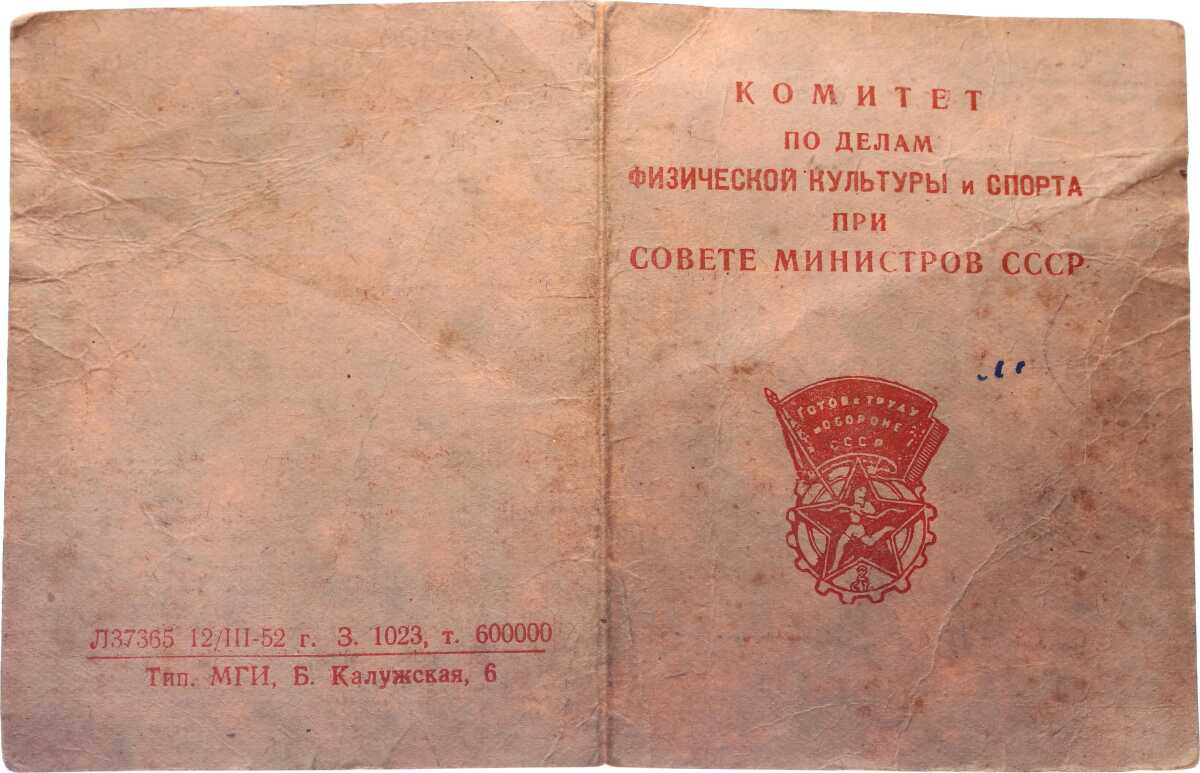 КОМИТЕТ
ПО ДЕЛАМ
ФИЗИЧЕСКОЙ КУЛЬТУРЫ и СПОРТА
ПРИ
СОВЕТЕ МИНИСТРОВ СССР
ГОТОВ к ТРУДУ
и ОБОРОНЕ
СССР
Л37365 12/III-52 г. З. 1023, т. 600000
Тип. МГИ, Б. Калужская, 6